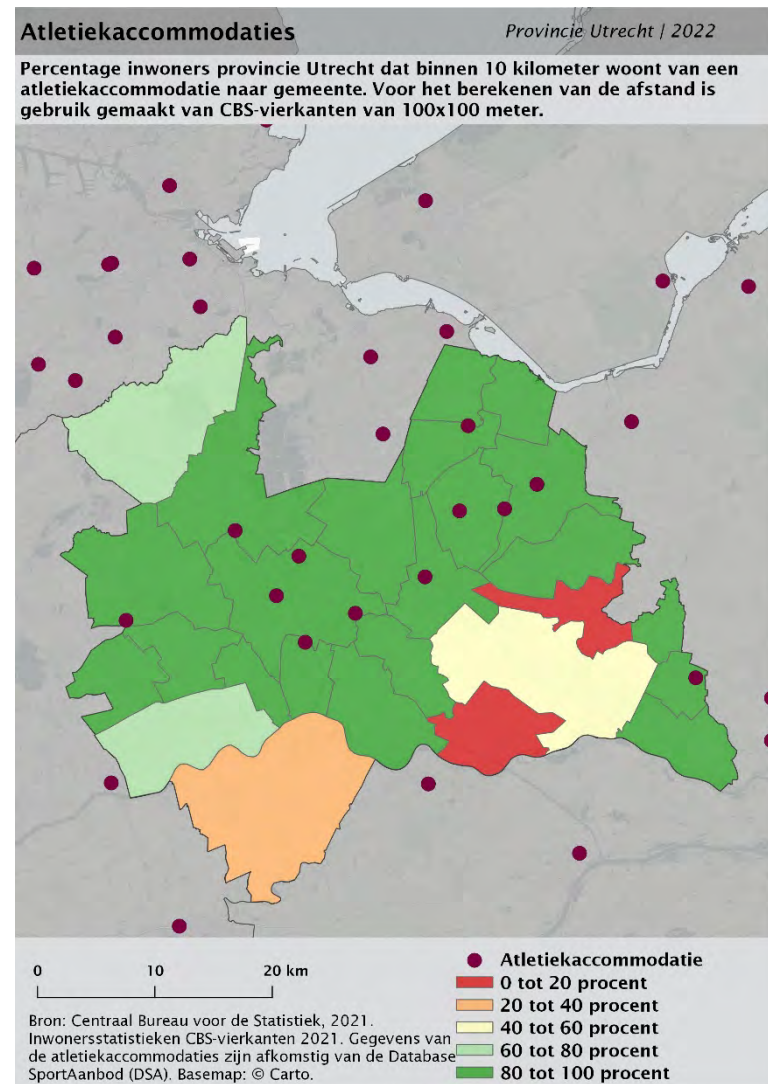 Atletiekaccommodaties
Provincie Utrecht | 2022
Percentage inwoners provincie Utrecht dat binnen 10 kilometer woont van een
atletiekaccommodatie naar gemeente. Voor het berekenen van de afstand is
gebruik gemaakt van CBS-vierkanten van 100x100 meter.
0 10 20 km
Bron: Centraal Bureau voor de Statistiek, 2021.
Inwonersstatistieken CBS-vierkanten 2021. Gegevens van
de atletiekaccommodaties zijn afkomstig van de Database
SportAanbod (DSA). Basemap: © Carto.
Atletiekaccommodatie
0 tot 20 procent
20 tot 40 procent
40 tot 60 procent
60 tot 80 procent
80 tot 100 procent